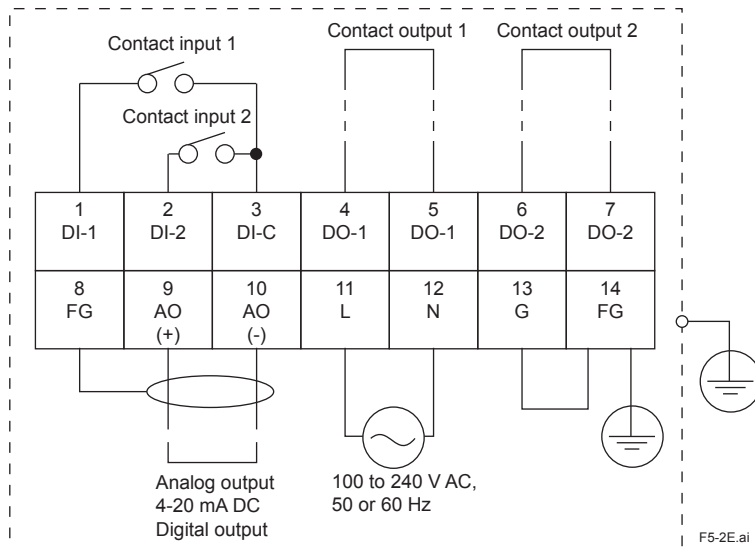 Contact input 1
Contact output 1
Contact output 2
Contact input 2
1
DI-1
2
DI-2
3
DI-C
4
DO-1
5
DO-1
6
DO-2
7
DO-2
8
FG
9
AO
(+)
10
AO
(-)
11
L
12
N
13
G
14
FG
Analog output
4-20 mA DC
Digital output
100 to 240 V AC,
50 or 60 Hz
F5-2E.ai